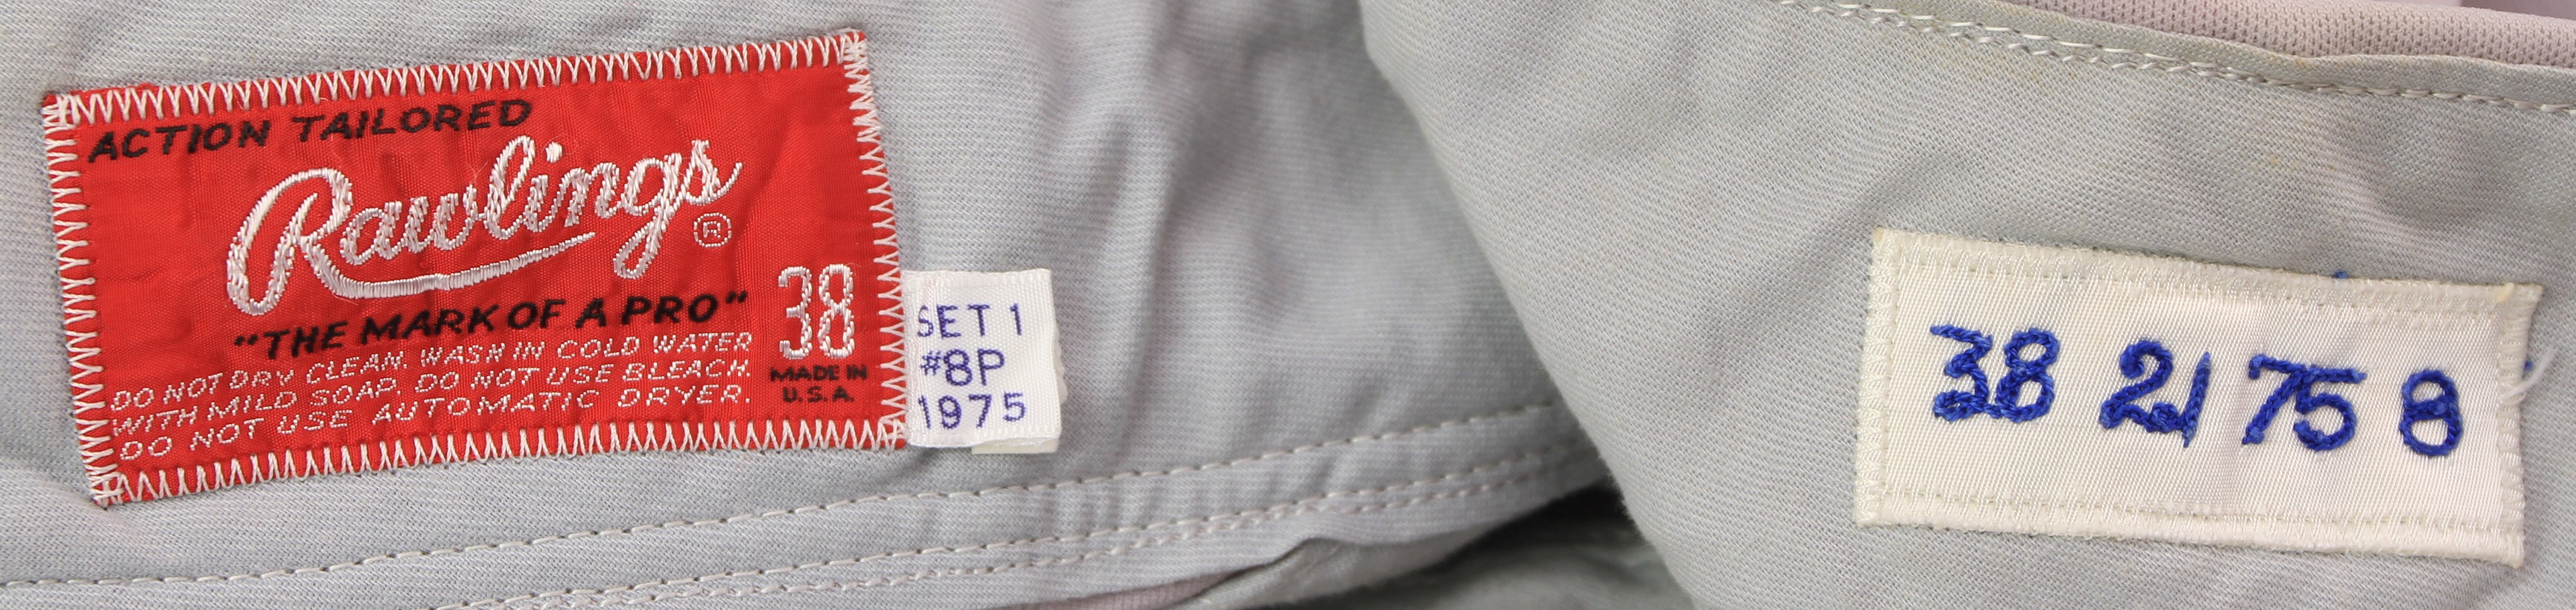 ACTION TAILORED
Rawlings ®
"THE MARK OF A PRO"
38
DO NOT DRY CLEAN. WASH IN COLD WATER
WITH MILD SOAP. DO NOT USE BLEACH.
DO NOT USE AUTOMATIC DRYER.
MADE IN
U.S.A.
SET 1
#8P
1975
38 21 75 8